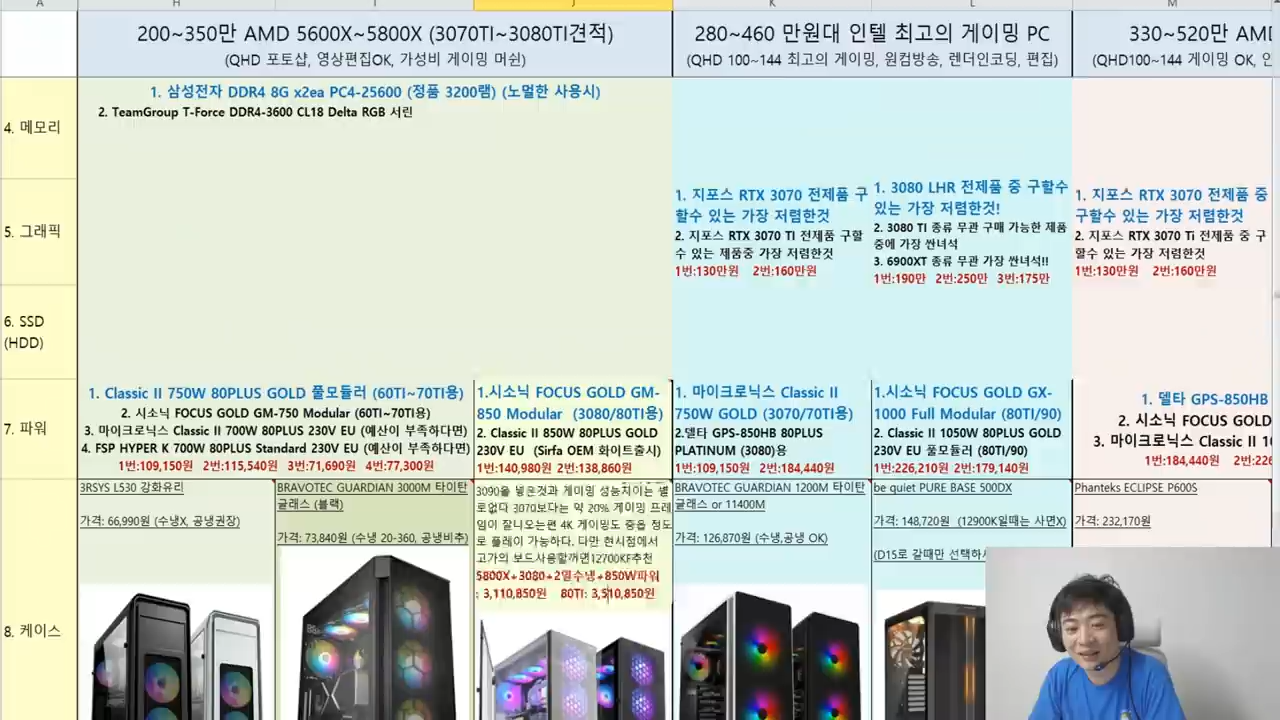 A H I J K L M
200~350만 AMD 5600X~5800X (3070TI~3080TI견적)
(QHD 포토샵, 영상편집OK, 가성비 게이밍 머쉰)
280~460 만원대 인텔 최고의 게이밍 PC
(QHD 100~144 최고의 게이밍, 원컴방송, 렌더인코딩, 편집)
330~520만 AMD
(QHD100~144 게이밍 OK, 인
4. 메모리
1. 삼성전자 DDR4 8G x2ea PC4-25600 (정품 3200램) (노멀한 사용시)
2. TeamGroup T-Force DDR4-3600 CL18 Delta RGB 서린
5. 그래픽
1. 지포스 RTX 3070 전제품 구
할수 있는 가장 저렴한것
2. 지포스 RTX 3070 TI 전제품 구할
수 있는 제품중 가장 저렴한것
1번:130만원 2번:160만원
1. 3080 LHR 전제품 중 구할수
있는 가장 저렴한것!
2. 3080 TI 종류 무관 구매 가능한 제품
중에 가장 싼녀석
3. 6900XT 종류 무관 가장 싼녀석!!
1번:190만 2번:250만 3번:175만
1. 지포스 RTX 3070 전제품 중
구할수 있는 가장 저렴한것
2. 지포스 RTX 3070 Ti 전제품 중 구
할수 있는 가장 저렴한것
1번:130만원 2번:160만원
6. SSD
(HDD)
7. 파워
1. Classic II 750W 80PLUS GOLD 풀모듈러 (60TI~70TI용)
2. 시소닉 FOCUS GOLD GM-750 Modular (60TI~70TI용)
3. 마이크로닉스 Classic II 700W 80PLUS 230V EU (예산이 부족하다면)
4. FSP HYPER K 700W 80PLUS Standard 230V EU (예산이 부족하다면)
1번:109,150원 2번:115,540원 3번:71,690원 4번:77,300원
1.시소닉 FOCUS GOLD GM-
850 Modular (3080/80TI용)
2. Classic II 850W 80PLUS GOLD
230V EU (Sirfa OEM 화이트출시)
1번:140,980원 2번:138,860원
1. 마이크로닉스 Classic II
750W GOLD (3070/70TI용)
2.델타 GPS-850HB 80PLUS
PLATINUM (3080)용
1번:109,150원 2번:184,440원
1.시소닉 FOCUS GOLD GX-
1000 Full Modular (80TI/90)
2. Classic II 1050W 80PLUS GOLD
230V EU 풀모듈러 (80TI/90)
1번:226,210원 2번:179,140원
1. 델타 GPS-850HB
2. 시소닉 FOCUS GOLD
3. 마이크로닉스 Classic II 10
1번:184,440원 2번:226
8. 케이스
3RSYS L530 강화유리
가격: 66,990원 (수냉X, 공냉권장)
BRAVOTEC GUARDIAN 3000M 타이탄
글래스 (블랙)
가격: 73,840원 (수냉 20-360, 공냉비추)
3090을 넣은것과 게이밍 성능차이는 별
로없다 3070보다는 약 20% 게이밍 프레
임이 잘나오는편 4K 게이밍도 중옵 정도
로 플레이 가능하다. 다만 현시점에서
고가의 보드사용할꺼면12700KF추천
5800X+3080+2열수냉+850W파워
: 3,110,850원 80TI: 3,510,850원
BRAVOTEC GUARDIAN 1200M 타이탄
글래스 or 11400M
가격: 126,870원 (수냉,공냉 OK)
be quiet PURE BASE 500DX
가격: 148,720원 (12900K일때는 사면X)
(D15로 갈때만 선택하시
Phanteks ECLIPSE P600S
가격: 232,170원